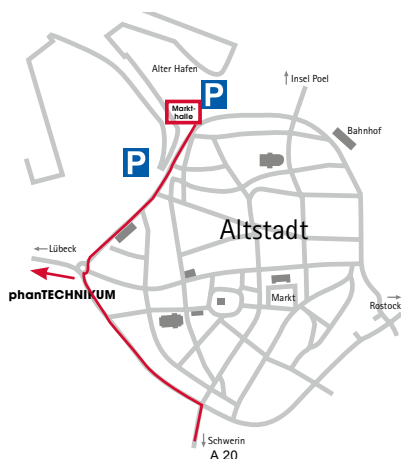 Alter Hafen
P
Insel Poel
Markt-
halle
Bahnhof
P
Altstadt
Lübeck
phanTECHNIKUM
Markt
Rostock
Schwerin
A 20